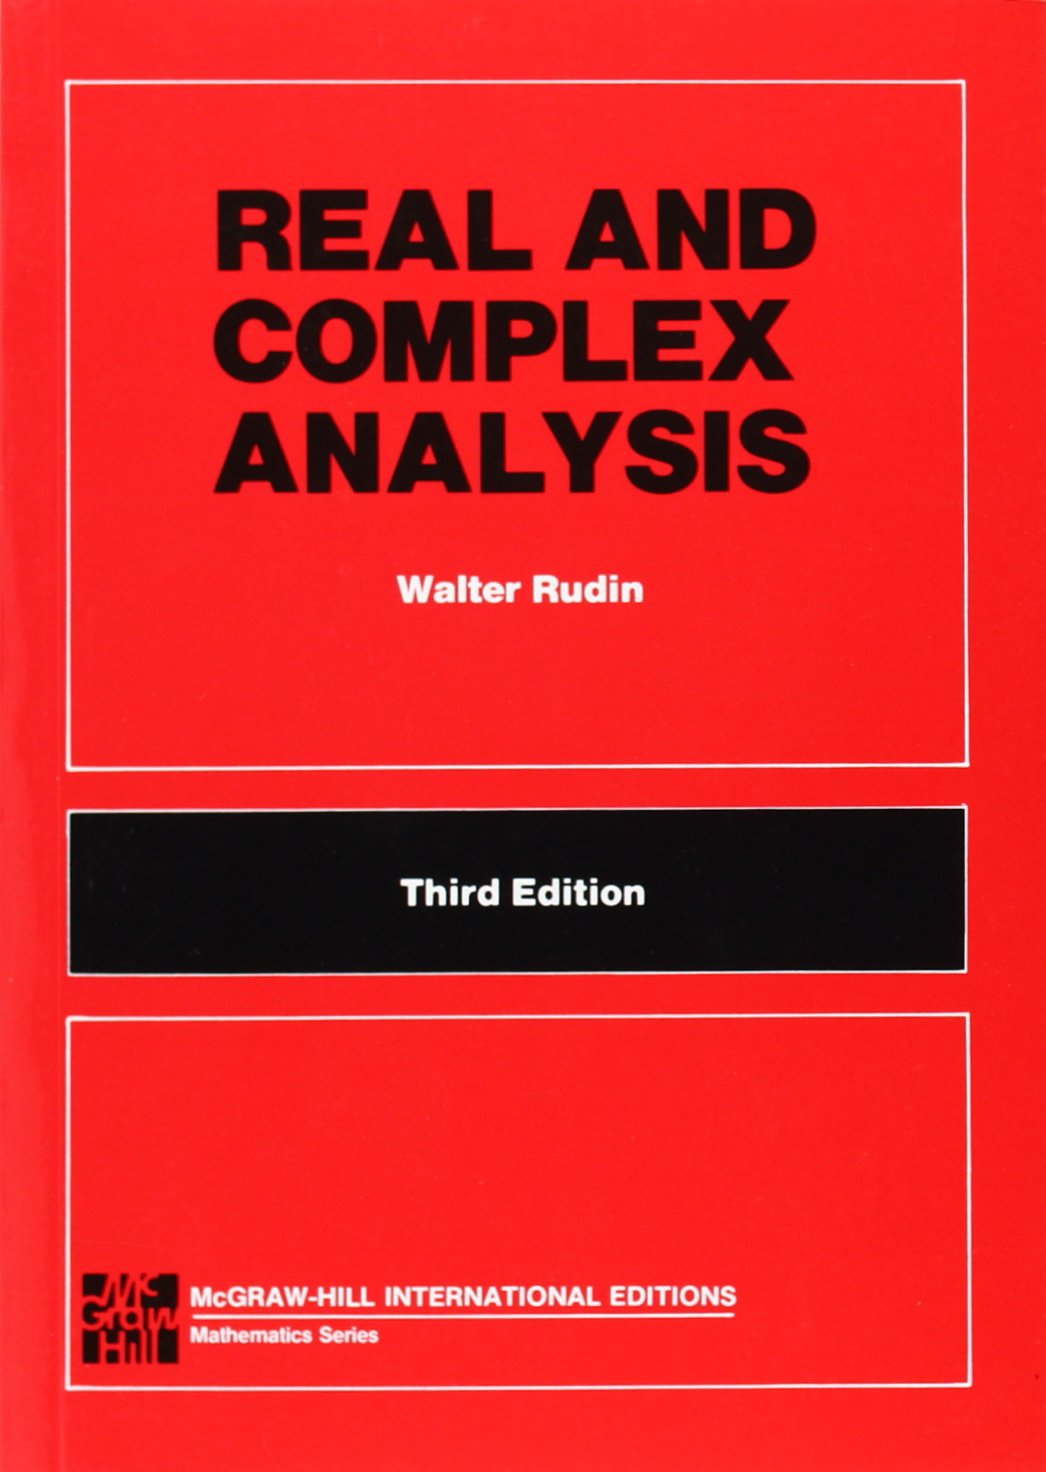 REAL AND
COMPLEX
ANALYSIS
Walter Rudin
Third Edition
Mc
Graw
Hill
McGRAW-HILL INTERNATIONAL EDITIONS
Mathematics Series